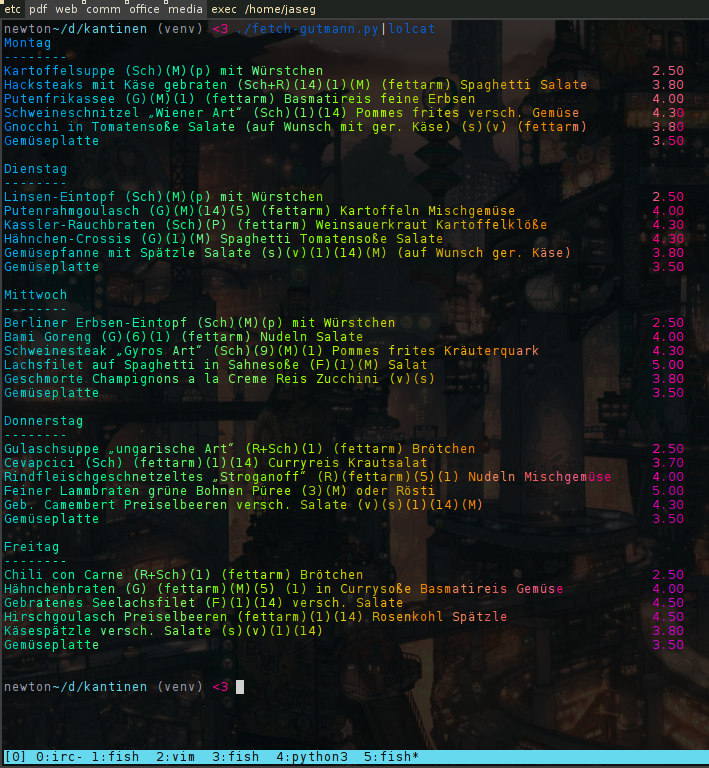 etc pdf web comm office media exec /home/jaseg
newton~/d/kantinen (venv) <3 ./fetch-gutmann.py|lolcat
Montag
--------
Kartoffelsuppe (Sch)(M)(p) mit Würstchen 2.50
Hacksteaks mit Käse gebraten (Sch+R)(14)(1)(M) (fettarm) Spaghetti Salate 3.80
Putenfrikassee (G)(M)(1) (fettarm) Basmatireis feine Erbsen 4.00
Schweineschnitzel „Wiener Art“ (Sch)(1)(14) Pommes frites versch. Gemüse 4.30
Gnocchi in Tomatensoße Salate (auf Wunsch mit ger. Käse) (s)(v) (fettarm) 3.80
Gemüseplatte 3.50
Dienstag
--------
Linsen-Eintopf (Sch)(M)(p) mit Würstchen 2.50
Putenrahmgoulasch (G)(M)(14)(5) (fettarm) Kartoffeln Mischgemüse 4.00
Kassler-Rauchbraten (Sch)(P) (fettarm) Weinsauerkraut Kartoffelklöße 4.30
Hähnchen-Crossis (G)(1)(M) Spaghetti Tomatensoße Salate 4.30
Gemüsepfanne mit Spätzle Salate (s)(v)(1)(14)(M) (auf Wunsch ger. Käse) 3.80
Gemüseplatte 3.50
Mittwoch
--------
Berliner Erbsen-Eintopf (Sch)(M)(p) mit Würstchen 2.50
Bami Goreng (G)(6)(1) (fettarm) Nudeln Salate 4.00
Schweinesteak „Gyros Art“ (Sch)(9)(M)(1) Pommes frites Kräuterquark 4.30
Lachsfilet auf Spaghetti in Sahnesoße (F)(1)(M) Salat 5.00
Geschmorte Champignons a la Creme Reis Zucchini (v)(s) 3.80
Gemüseplatte 3.50
Donnerstag
--------
Gulaschsuppe „ungarische Art“ (R+Sch)(1) (fettarm) Brötchen 2.50
Cevapcici (Sch) (fettarm)(1)(14) Curryreis Krautsalat 3.70
Rindfleischgeschnetzeltes „Stroganoff“ (R)(fettarm)(5)(1) Nudeln Mischgemüse 4.00
Feiner Lammbraten grüne Bohnen Püree (3)(M) oder Rösti 5.00
Geb. Camembert Preiselbeeren versch. Salate (v)(s)(1)(14)(M) 4.30
Gemüseplatte 3.50
Freitag
--------
Chili con Carne (R+Sch)(1) (fettarm) Brötchen 2.50
Hähnchenbraten (G) (fettarm)(M)(5) (1) in Currysoße Basmatireis Gemüse 4.00
Gebratenes Seelachsfilet (F)(1)(14) versch. Salate 4.50
Hirschgoulasch Preiselbeeren (fettarm)(1)(14) Rosenkohl Spätzle 4.50
Käsespätzle versch. Salate (s)(v)(1)(14) 3.80
Gemüseplatte 3.50
newton~/d/kantinen (venv) <3
[0] 0:irc- 1:fish 2:vim 3:fish 4:python3 5:fish*